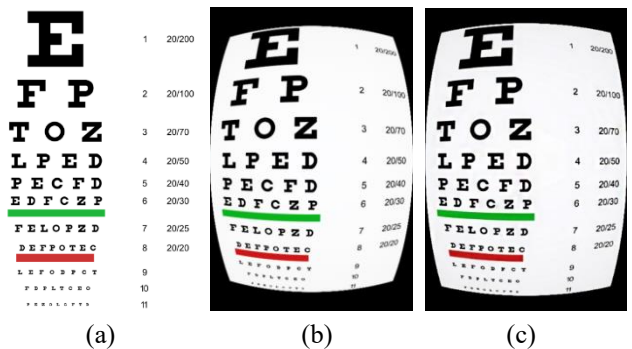 E 1 20/200
F P 2 20/100
T O Z 3 20/70
L P E D 4 20/50
P E C F D 5 20/40
E D F C Z P 6 20/30
F E L O P Z D 7 20/25
D E F P O T E C 8 20/20
L E F O D P C T 9
F D P L T C E O 10
11
(a)
E 1 20/200
F P 2 20/100
T O Z 3 20/70
L P E D 4 20/50
P E C F D 5 20/40
E D F C Z P 6 20/30
F E L O P Z D 7 20/25
D E F P O T E C 8 20/20
L E F O D P C T 9
F D P L T C E O 10
11
(b)
E 1 20/200
F P 2 20/100
T O Z 3 20/70
L P E D 4 20/50
P E C F D 5 20/40
E D F C Z P 6 20/30
F E L O P Z D 7 20/25
D E F P O T E C 8 20/20
L E F O D P C T 9
F D P L T C E O 10
11
(c)